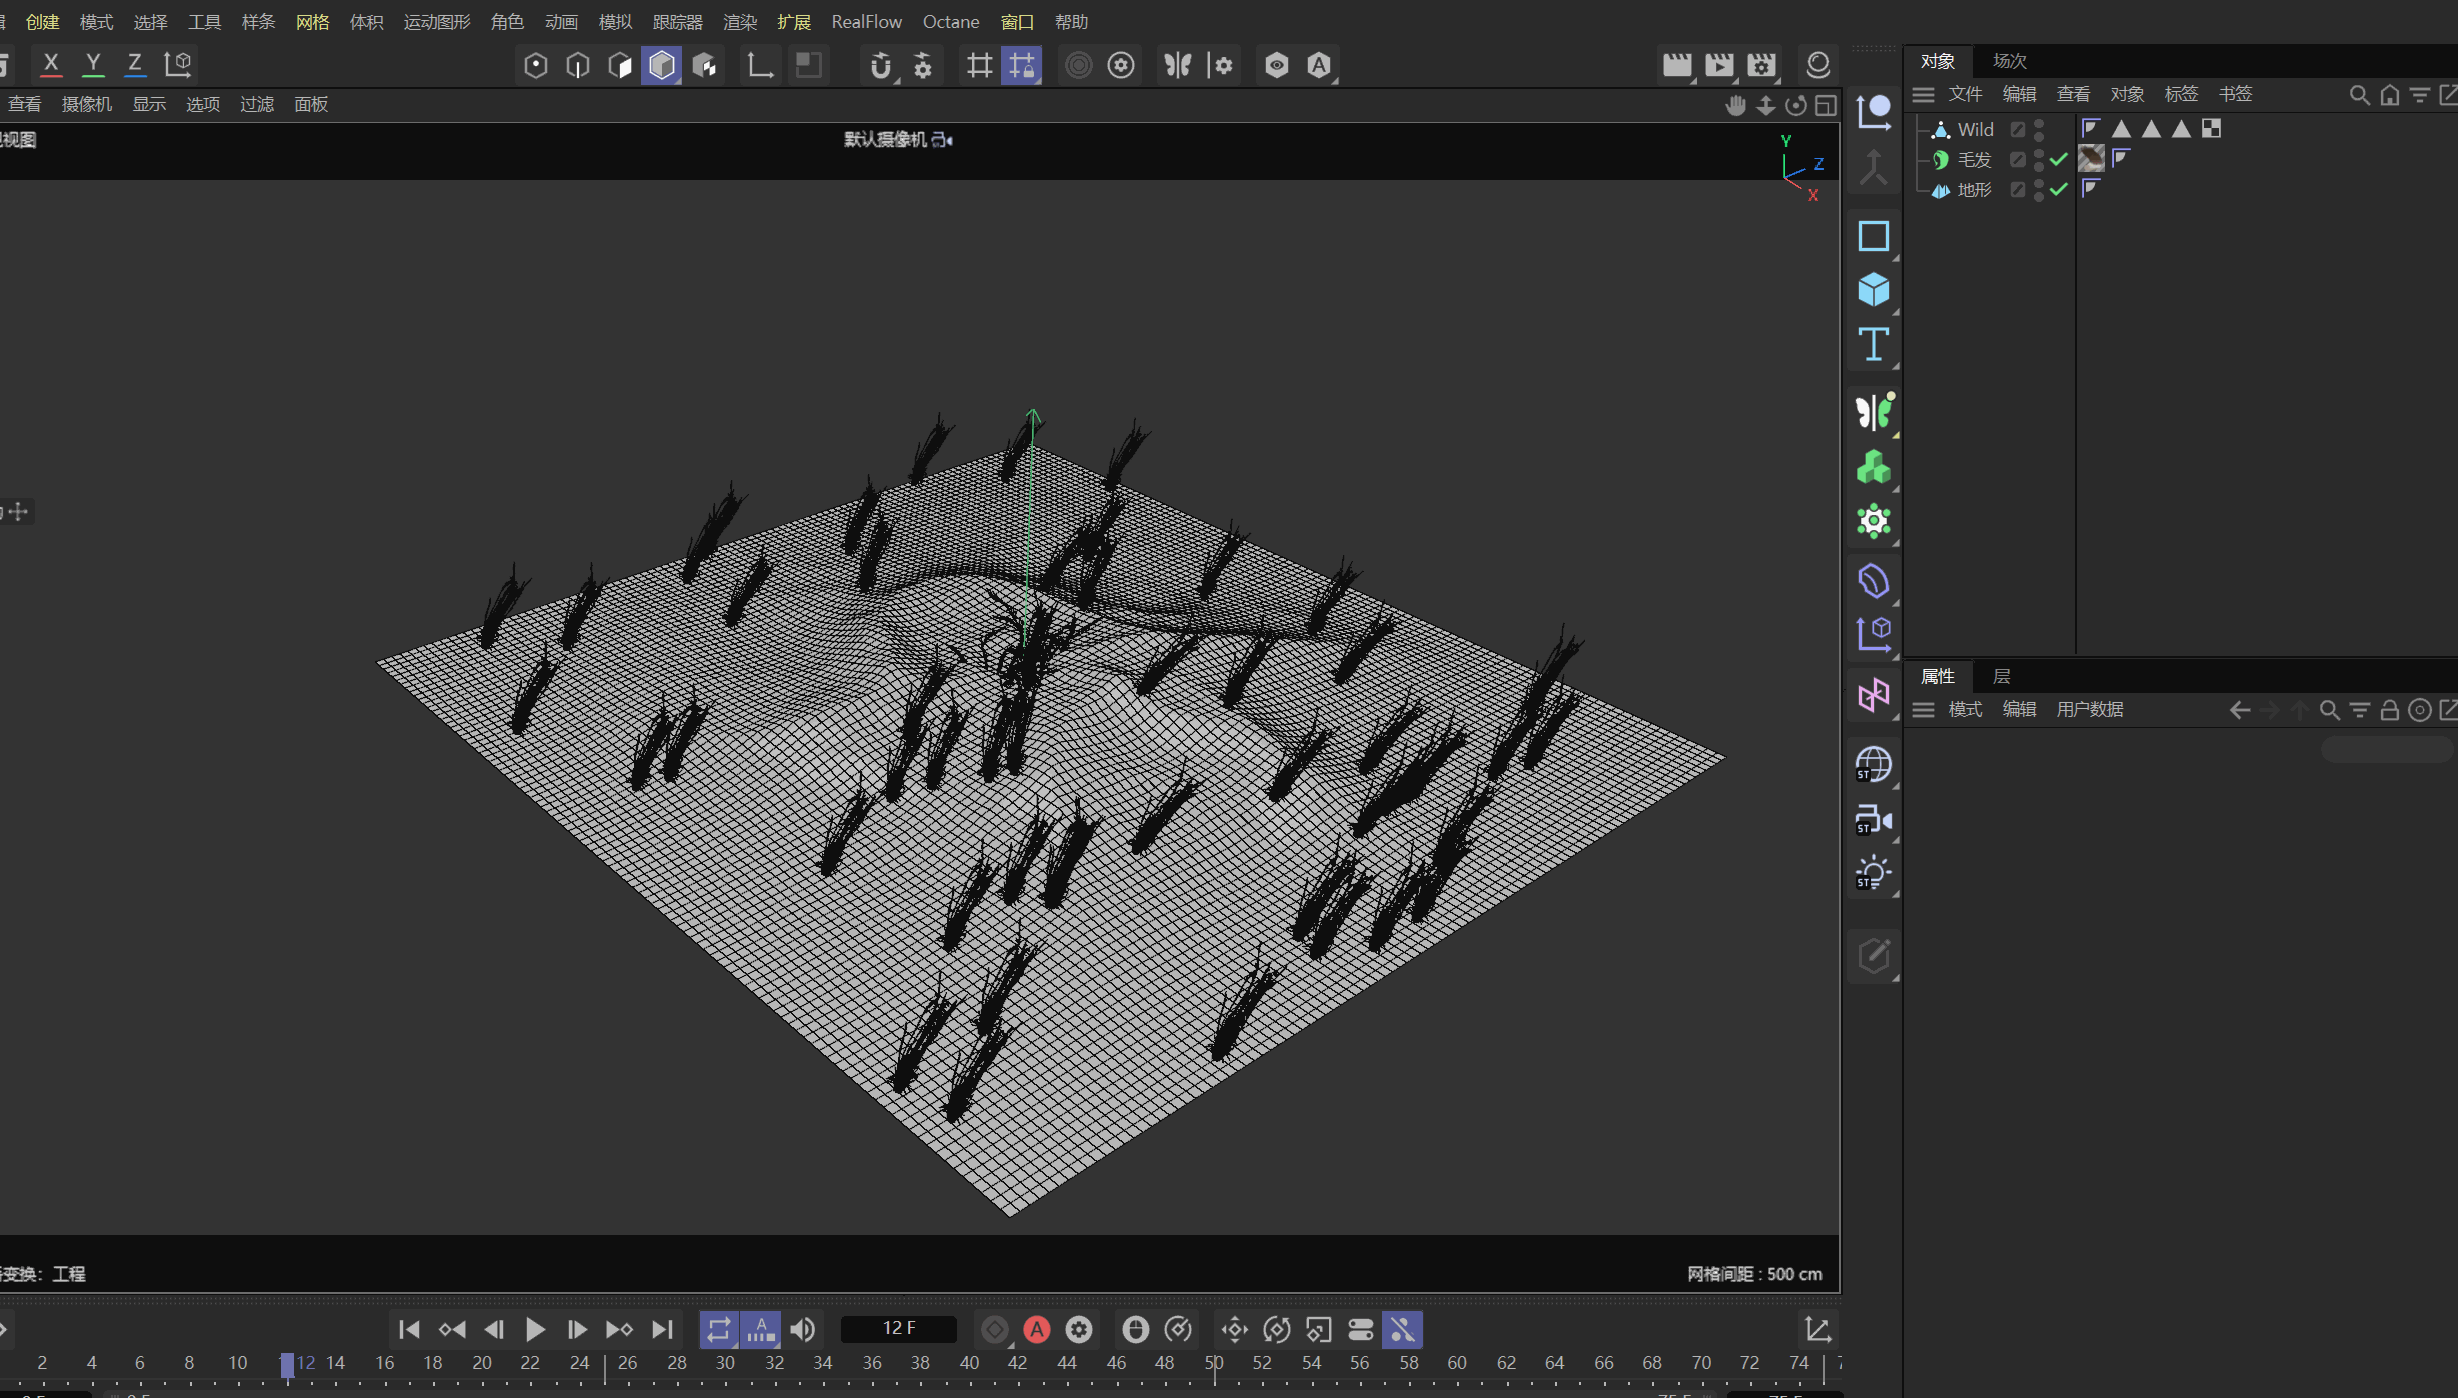 创建 模式 选择 工具 样条 网格 体积 运动图形 角色 动画 模拟 跟踪器 渲染 扩展 RealFlow Octane 窗口 帮助
X Y Z
对象 场次
查看 摄像机 显示 选项 过滤 面板
文件 编辑 查看 对象 标签 书签
视图
默认摄像机
Y
Z
X
Wild
毛发
地形
T
属性 层
模式 编辑 用户数据
ST
ST
ST
变换: 工程
网格间距 : 500 cm
A
12 F
A
2 4 6 8 10 12 14 16 18 20 22 24 26 28 30 32 34 36 38 40 42 44 46 48 50 52 54 56 58 60 62 64 66 68 70 72 74